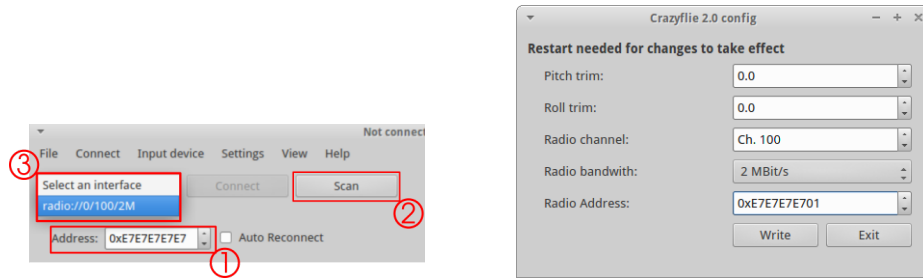 Not connect
File Connect Input device Settings View Help
③
Select an interface
Connect
Scan
radio://0/100/2M
②
Address: 0xE7E7E7E7E7
Auto Reconnect
①
Crazyflie 2.0 config
Restart needed for changes to take effect
Pitch trim: 0.0
Roll trim: 0.0
Radio channel: Ch. 100
Radio bandwith: 2 MBit/s
Radio Address: 0xE7E7E7E701
Write Exit